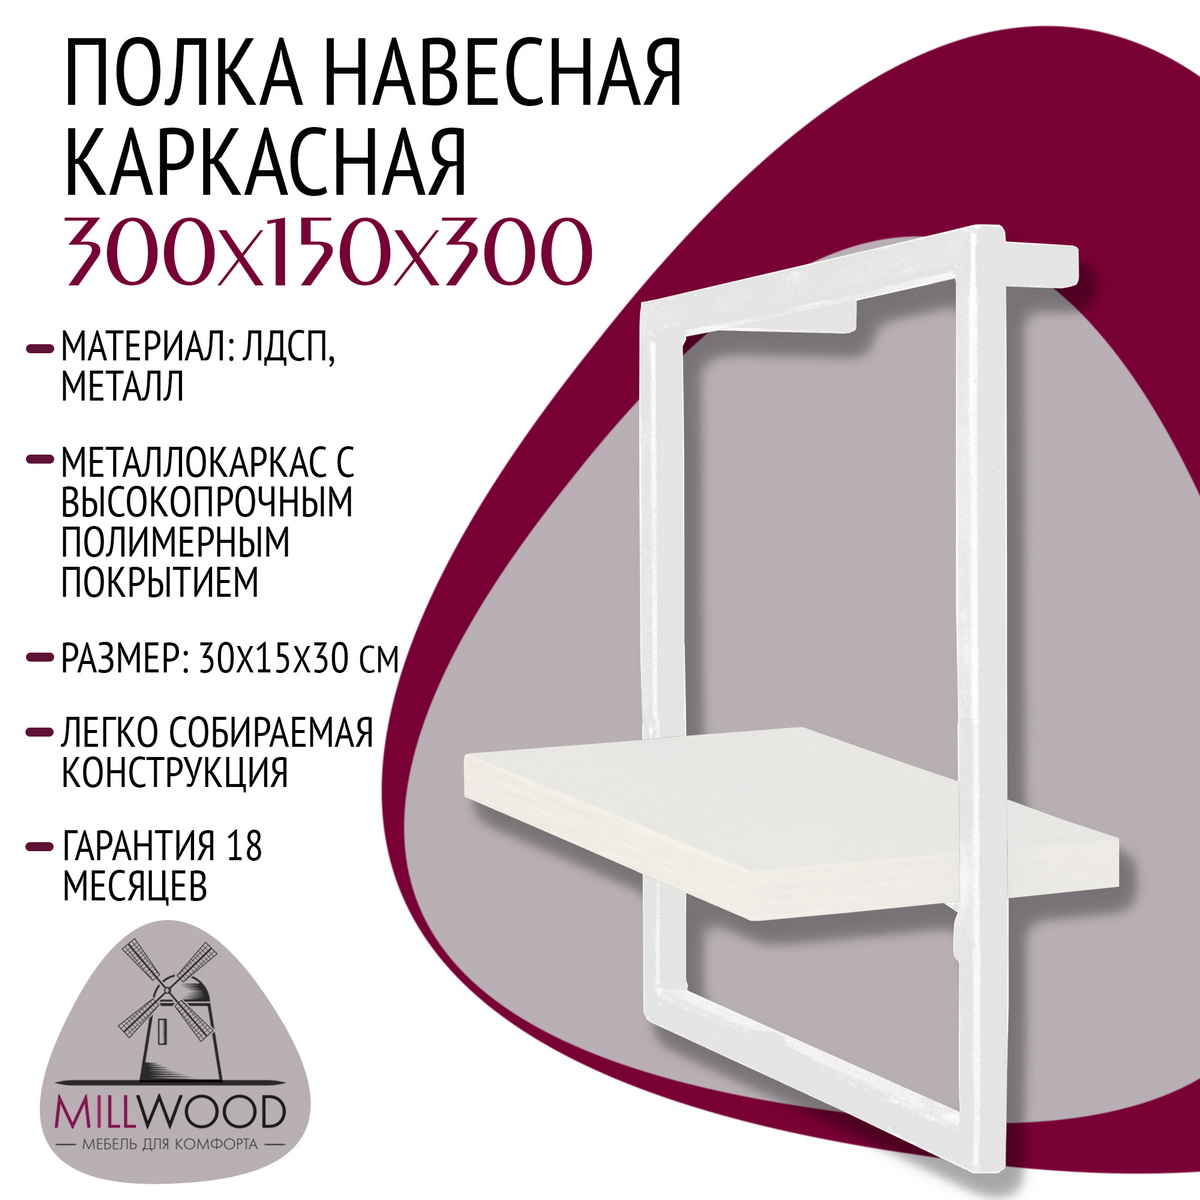 ПОЛКА НАВЕСНАЯ
КАРКАСНАЯ
300х150х300
МАТЕРИАЛ: ЛДСП,
МЕТАЛЛ
МЕТАЛЛОКАРКАС С
ВЫСОКОПРОЧНЫМ
ПОЛИМЕРНЫМ
ПОКРЫТИЕМ
РАЗМЕР: 30Х15Х30 СМ
ЛЕГКО СОБИРАЕМАЯ
КОНСТРУКЦИЯ
ГАРАНТИЯ 18
МЕСЯЦЕВ
MILLWOOD
МЕБЕЛЬ ДЛЯ КОМФОРТА